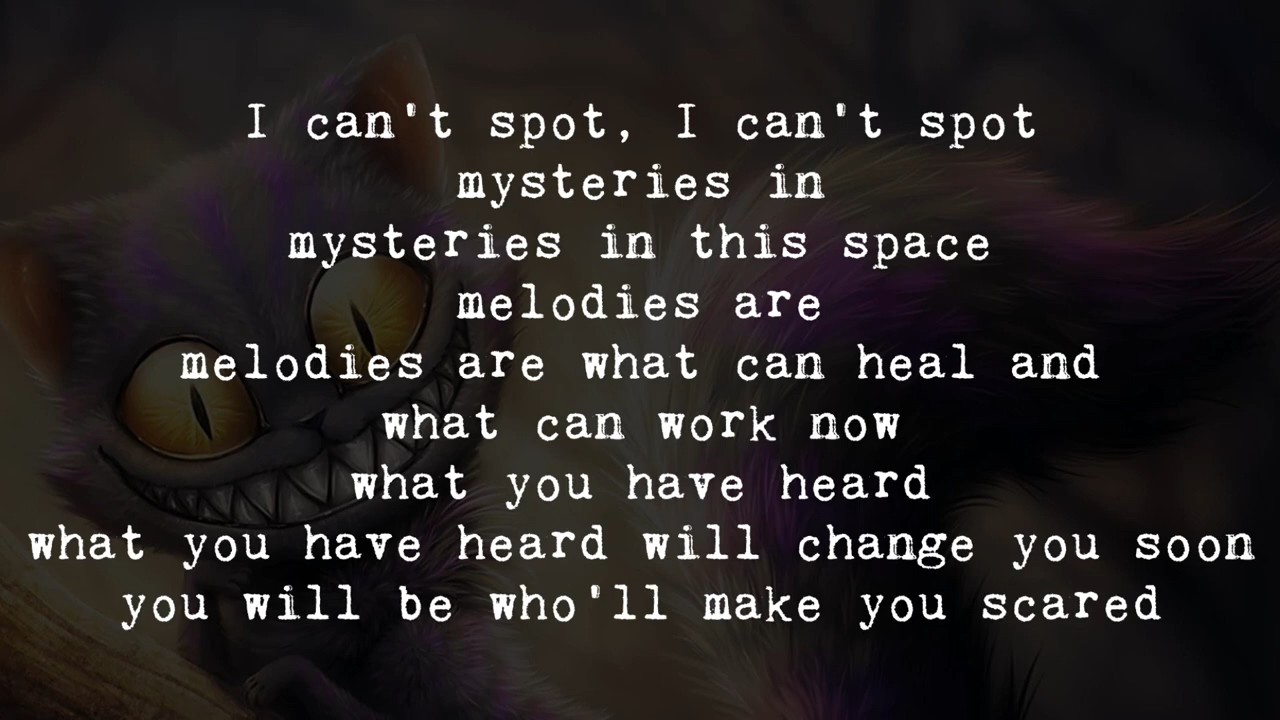 I can't spot, I can't spot
mysteries in
mysteries in this space
melodies are
melodies are what can heal and
what can work now
what you have heard
what you have heard will change you soon
you will be who'll make you scared